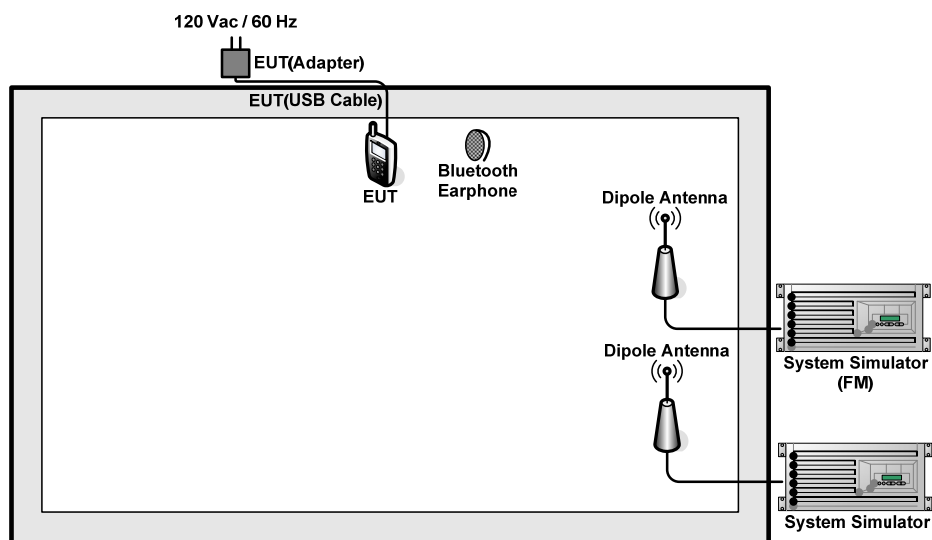 120 Vac / 60 Hz
EUT(Adapter)
EUT(USB Cable)
EUT
Bluetooth
Earphone
Dipole Antenna
System Simulator
(FM)
Dipole Antenna
System Simulator